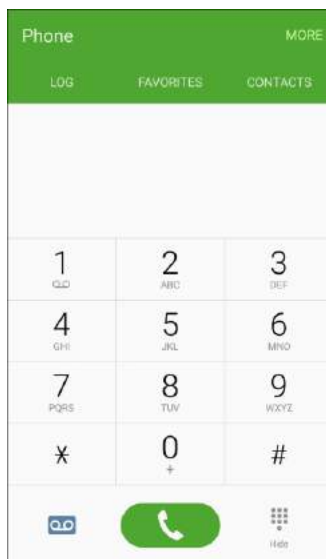 Phone MORE
LOG FAVORITES CONTACTS
1 2 3
ABC DEF
4 5 6
GHI JKL MNO
7 8 9
PQRS TUV WXYZ
* 0 #
+
Hide